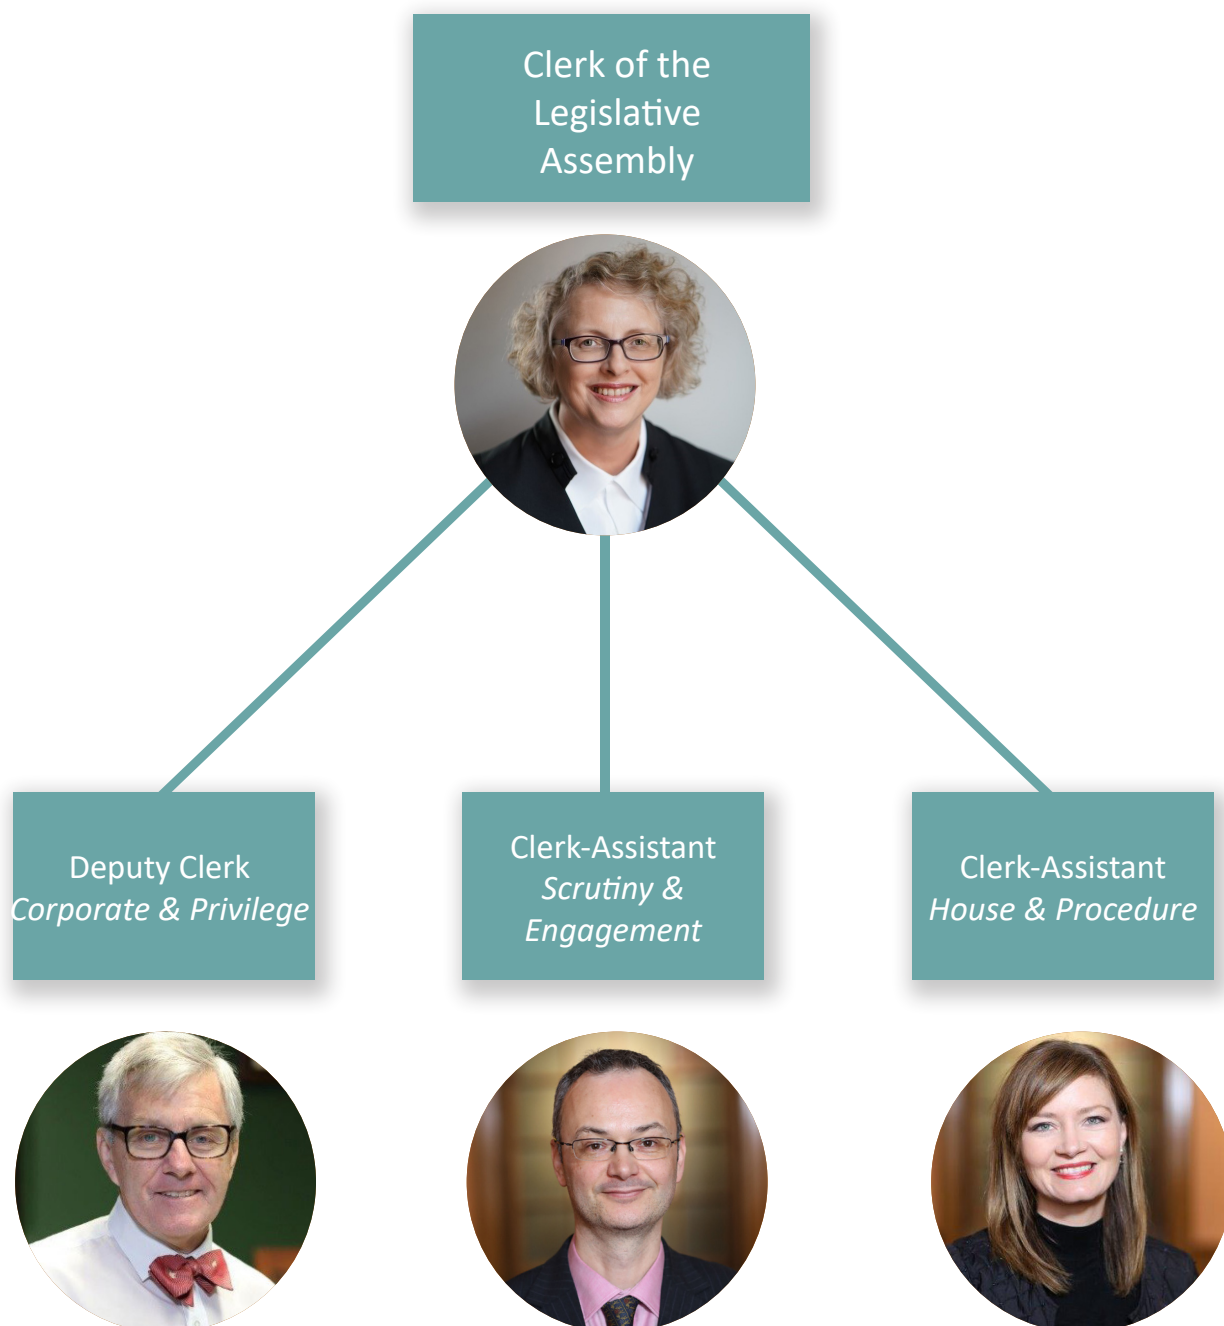 Clerk of the
Legislative
Assembly
Deputy Clerk
Corporate & Privilege
Clerk-Assistant
Scrutiny &
Engagement
Clerk-Assistant
House & Procedure